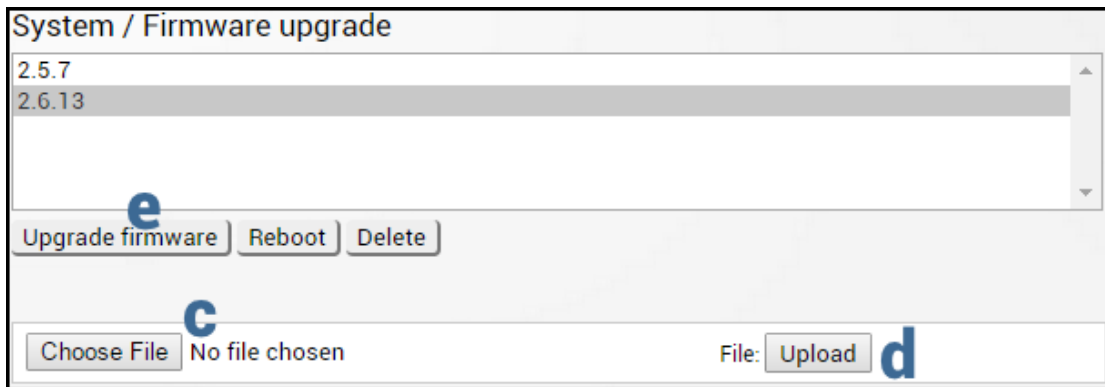 System / Firmware upgrade
2.5.7
2.6.13
e
Upgrade firmware Reboot Delete
c
Choose File No file chosen File: Upload d